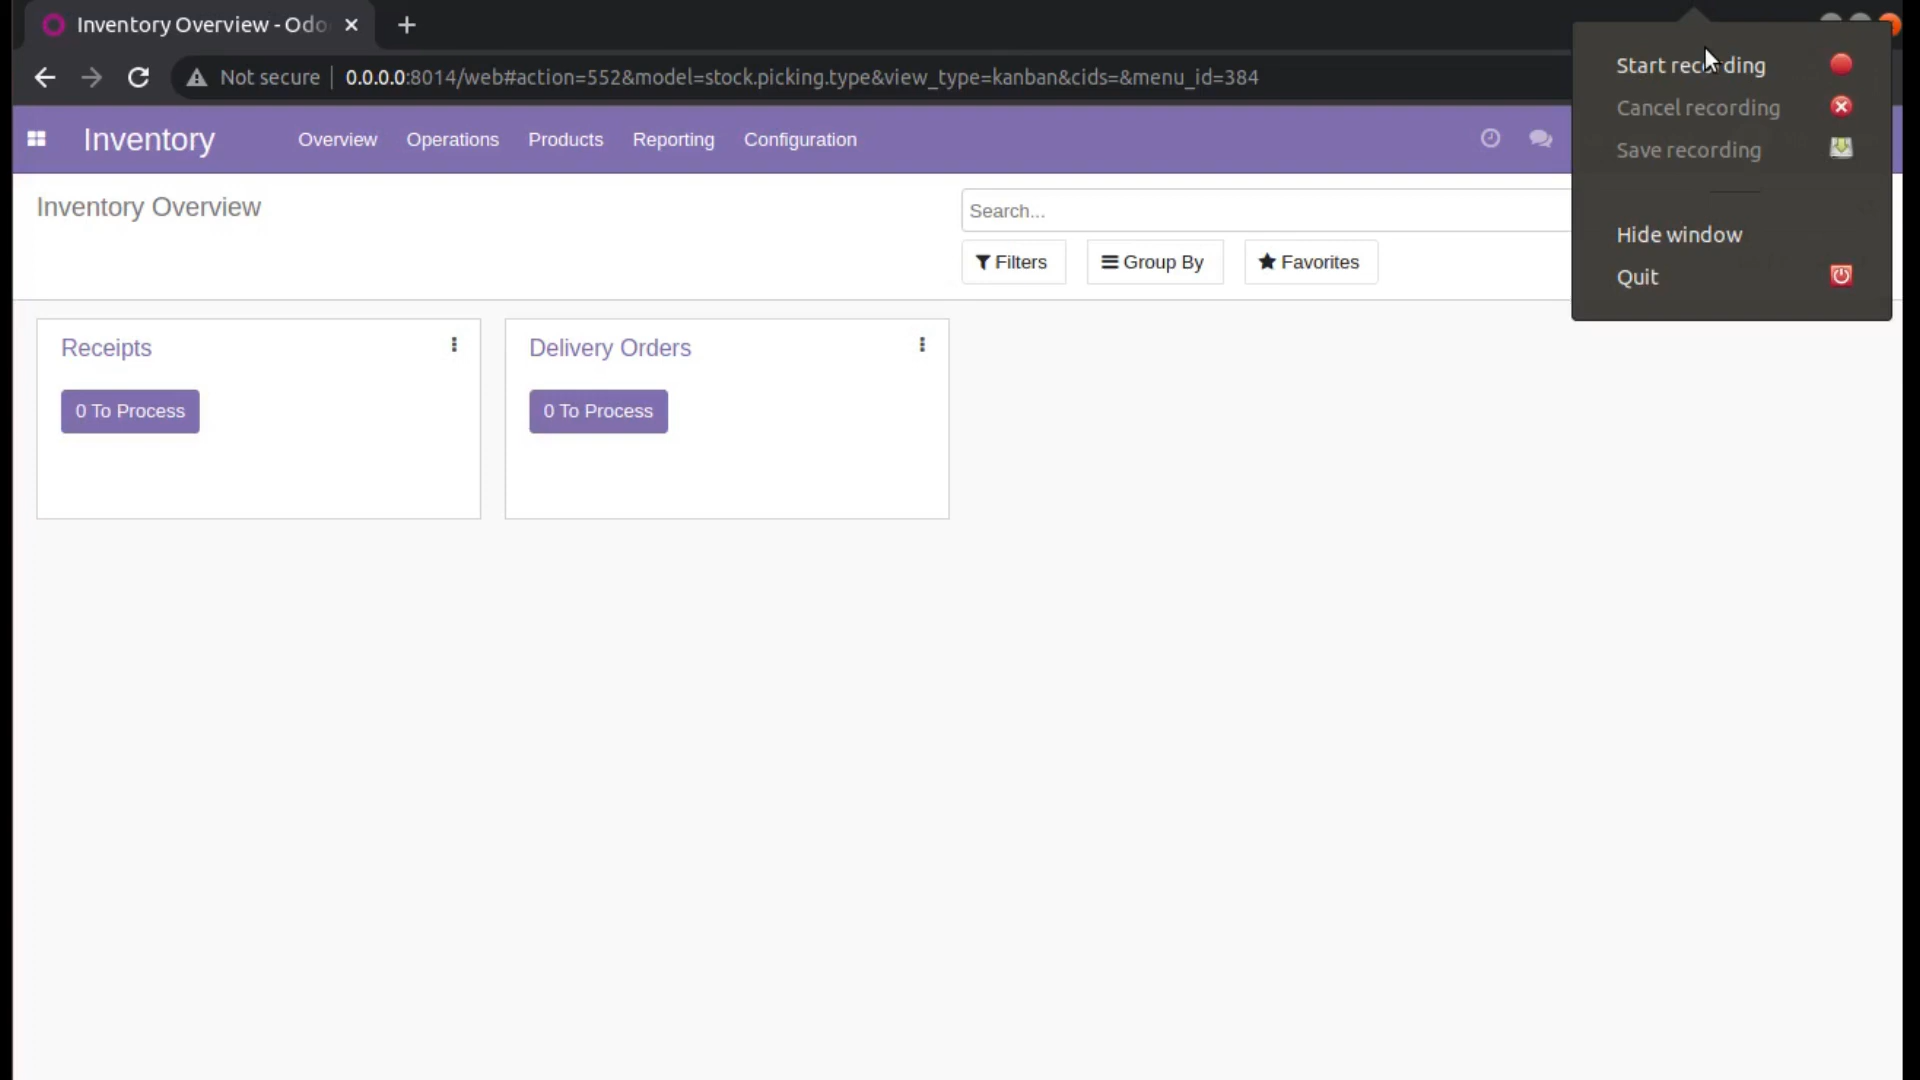 Inventory Overview - Odo
Not secure
0.0.0.0:8014/web#action=552&model=stock.picking.type&view_type=kanban&cids=&menu_id=384
Start recording
Cancel recording
Save recording
Hide window
Quit
Inventory
Overview
Operations
Products
Reporting
Configuration
Inventory Overview
Search...
Filters
Group By
Favorites
Receipts
0 To Process
Delivery Orders
0 To Process